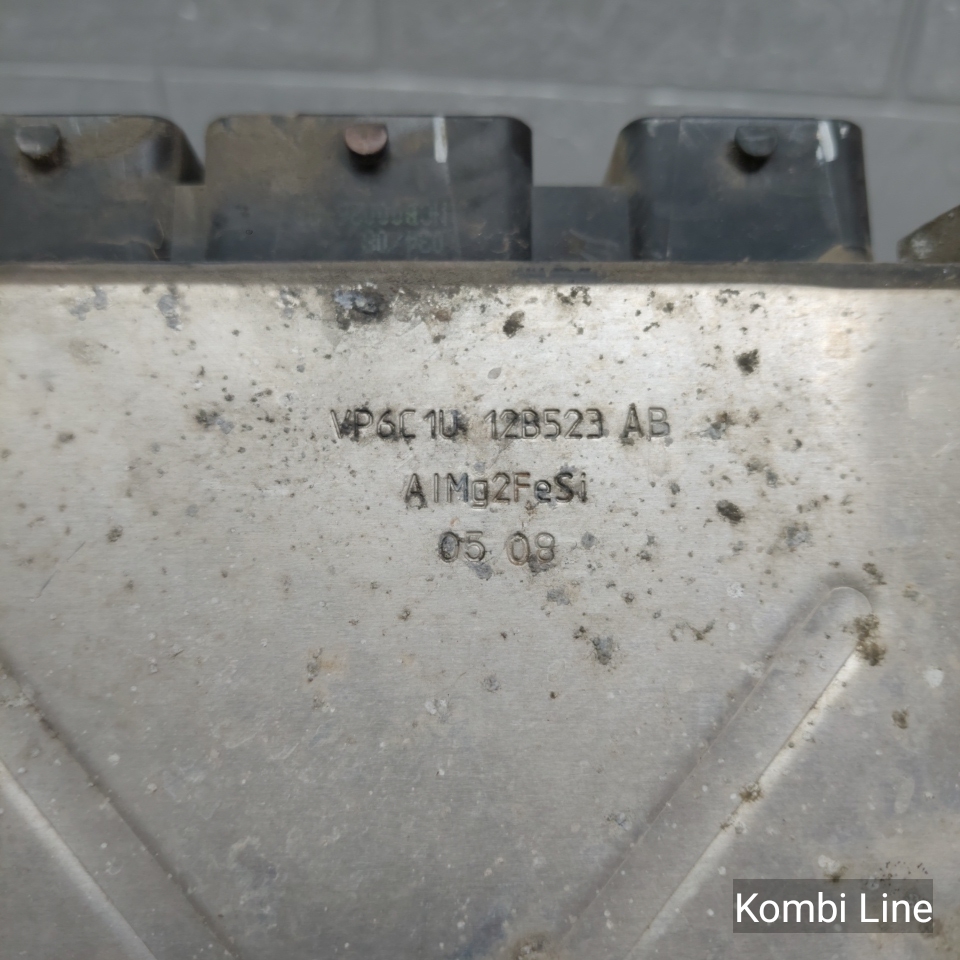 VP6C1U 12B523 AB
AlMg2FeSi
05 08
Kombi Line